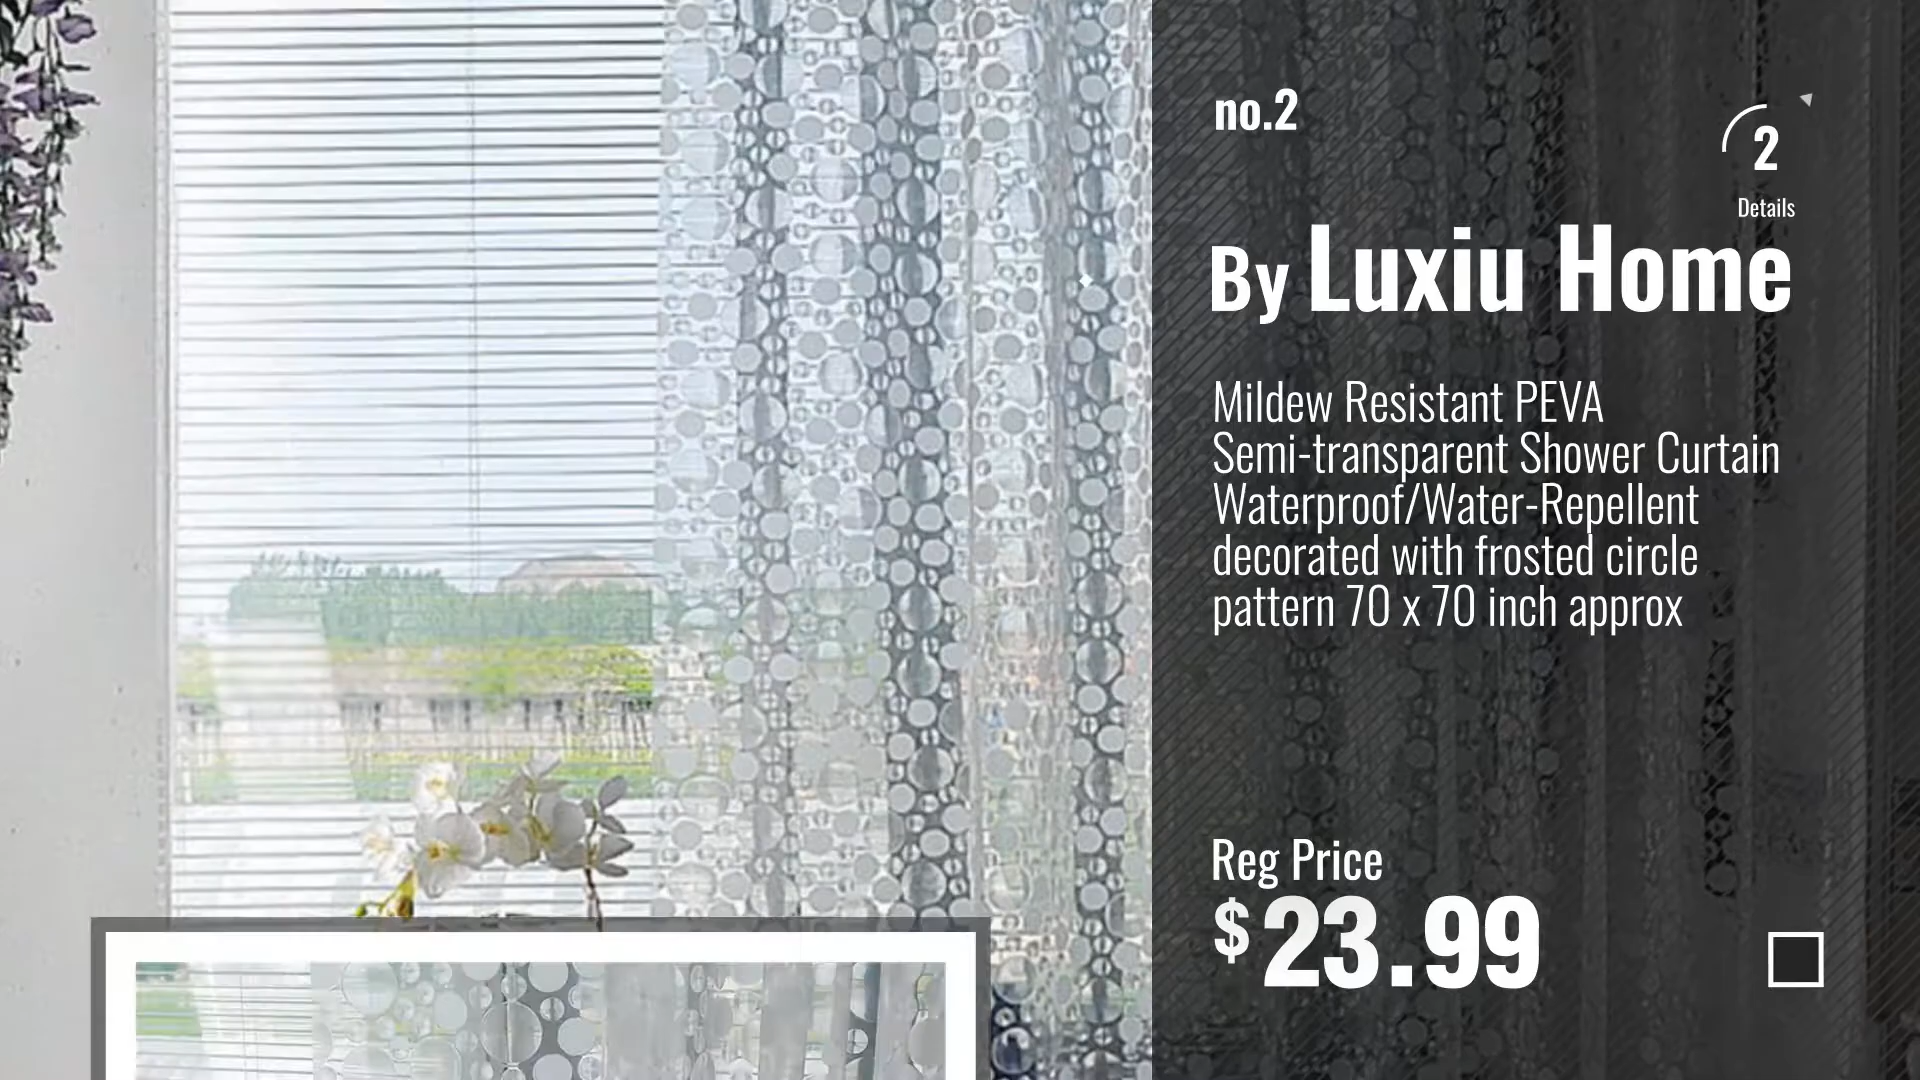 no.2
2
Details
By Luxiu Home
Mildew Resistant PEVA
Semi-transparent Shower Curtain
Waterproof/Water-Repellent
decorated with frosted circle
pattern 70 x 70 inch approx
Reg Price
$23.99